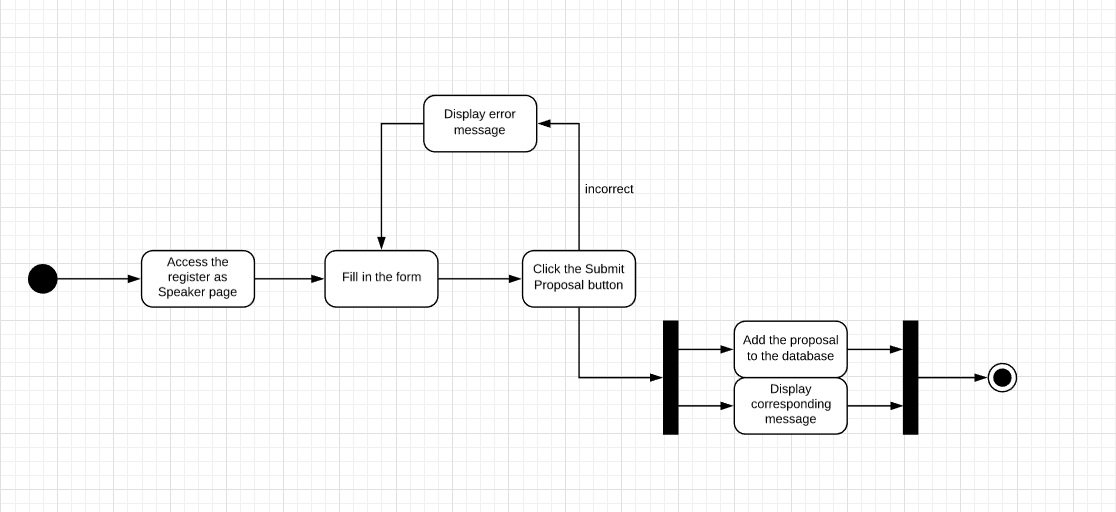 Display error
message
incorrect
Access the
register as
Speaker page
Fill in the form
Click the Submit
Proposal button
Add the proposal
to the database
Display
corresponding
message